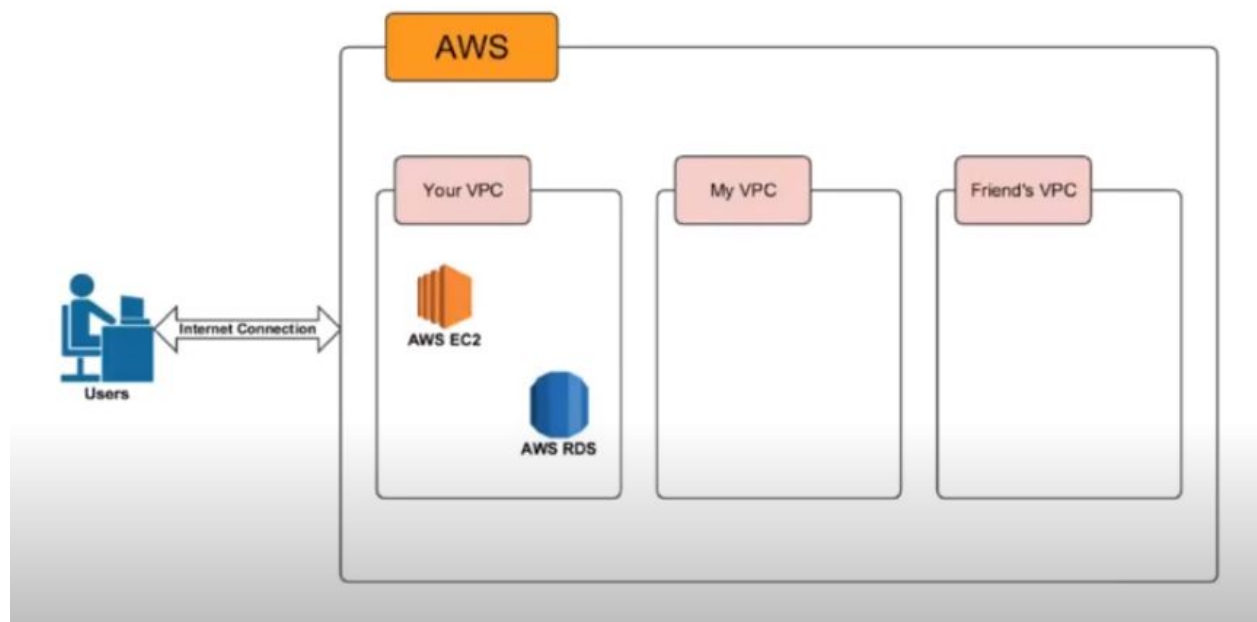 AWS
Your VPC
My VPC
Friend's VPC
AWS EC2
Internet Connection
Users
AWS RDS